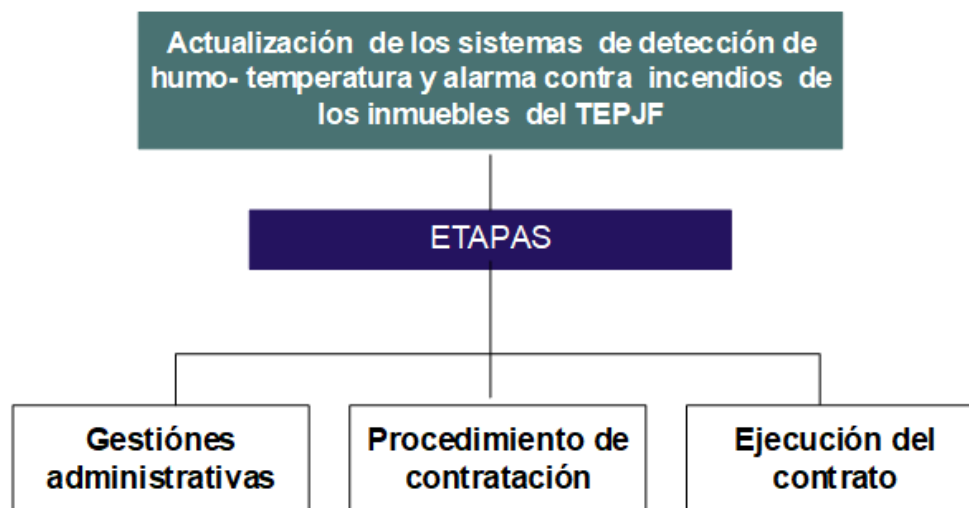 Actualización de los sistemas de detección de
humo- temperatura y alarma contra incendios de
los inmuebles del TEPJF
ETAPAS
Gestiónes
administrativas
Procedimiento de
contratación
Ejecución del
contrato